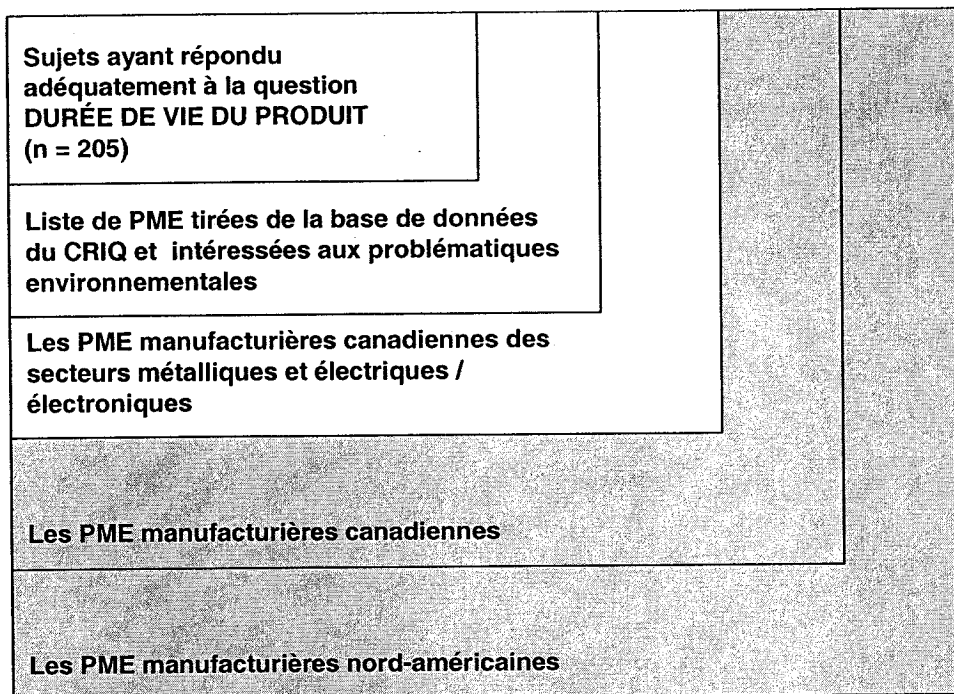 Sujets ayant répondu
adéquatement à la question
DURÉE DE VIE DU PRODUIT
(n = 205)
Liste de PME tirées de la base de données
du CRIQ et intéressées aux problématiques
environnementales
Les PME manufacturières canadiennes des
secteurs métalliques et électriques /
électroniques
Les PME manufacturières canadiennes
Les PME manufacturières nord-américaines